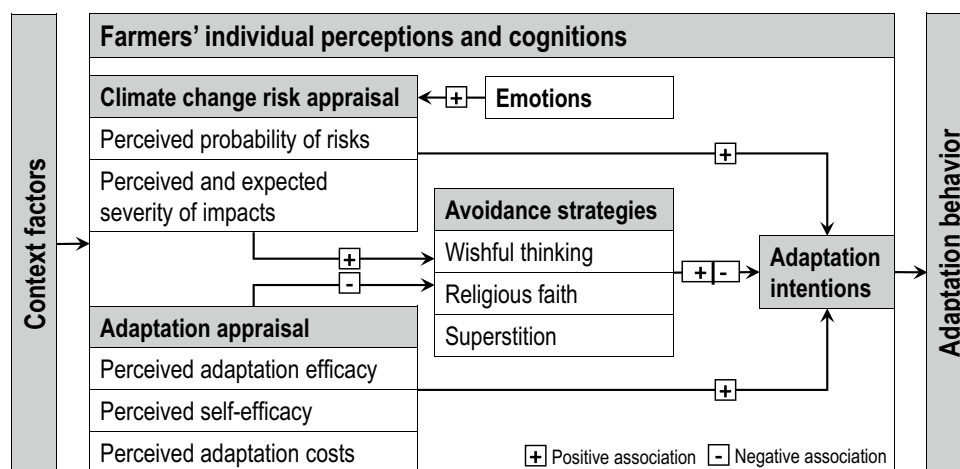 Context factors
Farmers’ individual perceptions and cognitions
Climate change risk appraisal
+
Emotions
Perceived probability of risks
+
Perceived and expected
severity of impacts
Avoidance strategies
+
Wishful thinking
-
Religious faith
Superstition
+ -
Adaptation
intentions
Adaptation appraisal
Perceived adaptation efficacy
+
Perceived self-efficacy
Perceived adaptation costs
+ Positive association - Negative association
Adaptation behavior